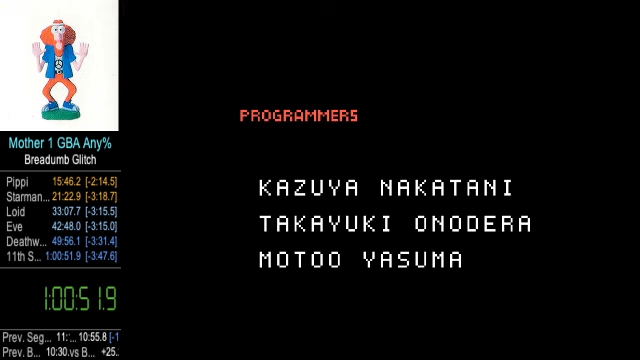 Mother 1 GBA Any%
Breadumb Glitch
Pippi 15:46.2 [-2:14.5]
Starman... 21:22.9 [-3:18.7]
Loid 33:07.7 [-3:15.5]
Eve 42:48.0 [-3:15.0]
Deathw... 49:56.1 [-3:31.4]
11th S... 1:00:51.9 [-3:47.6]
1:00:51.9
Prev. Seg... 11:... 10:55.8 [-1
Prev. B... 10:30. vs B... +25.
PROGRAMMERS
KAZUYA NAKATANI
TAKAYUKI ONODERA
MOTOO YASUMA